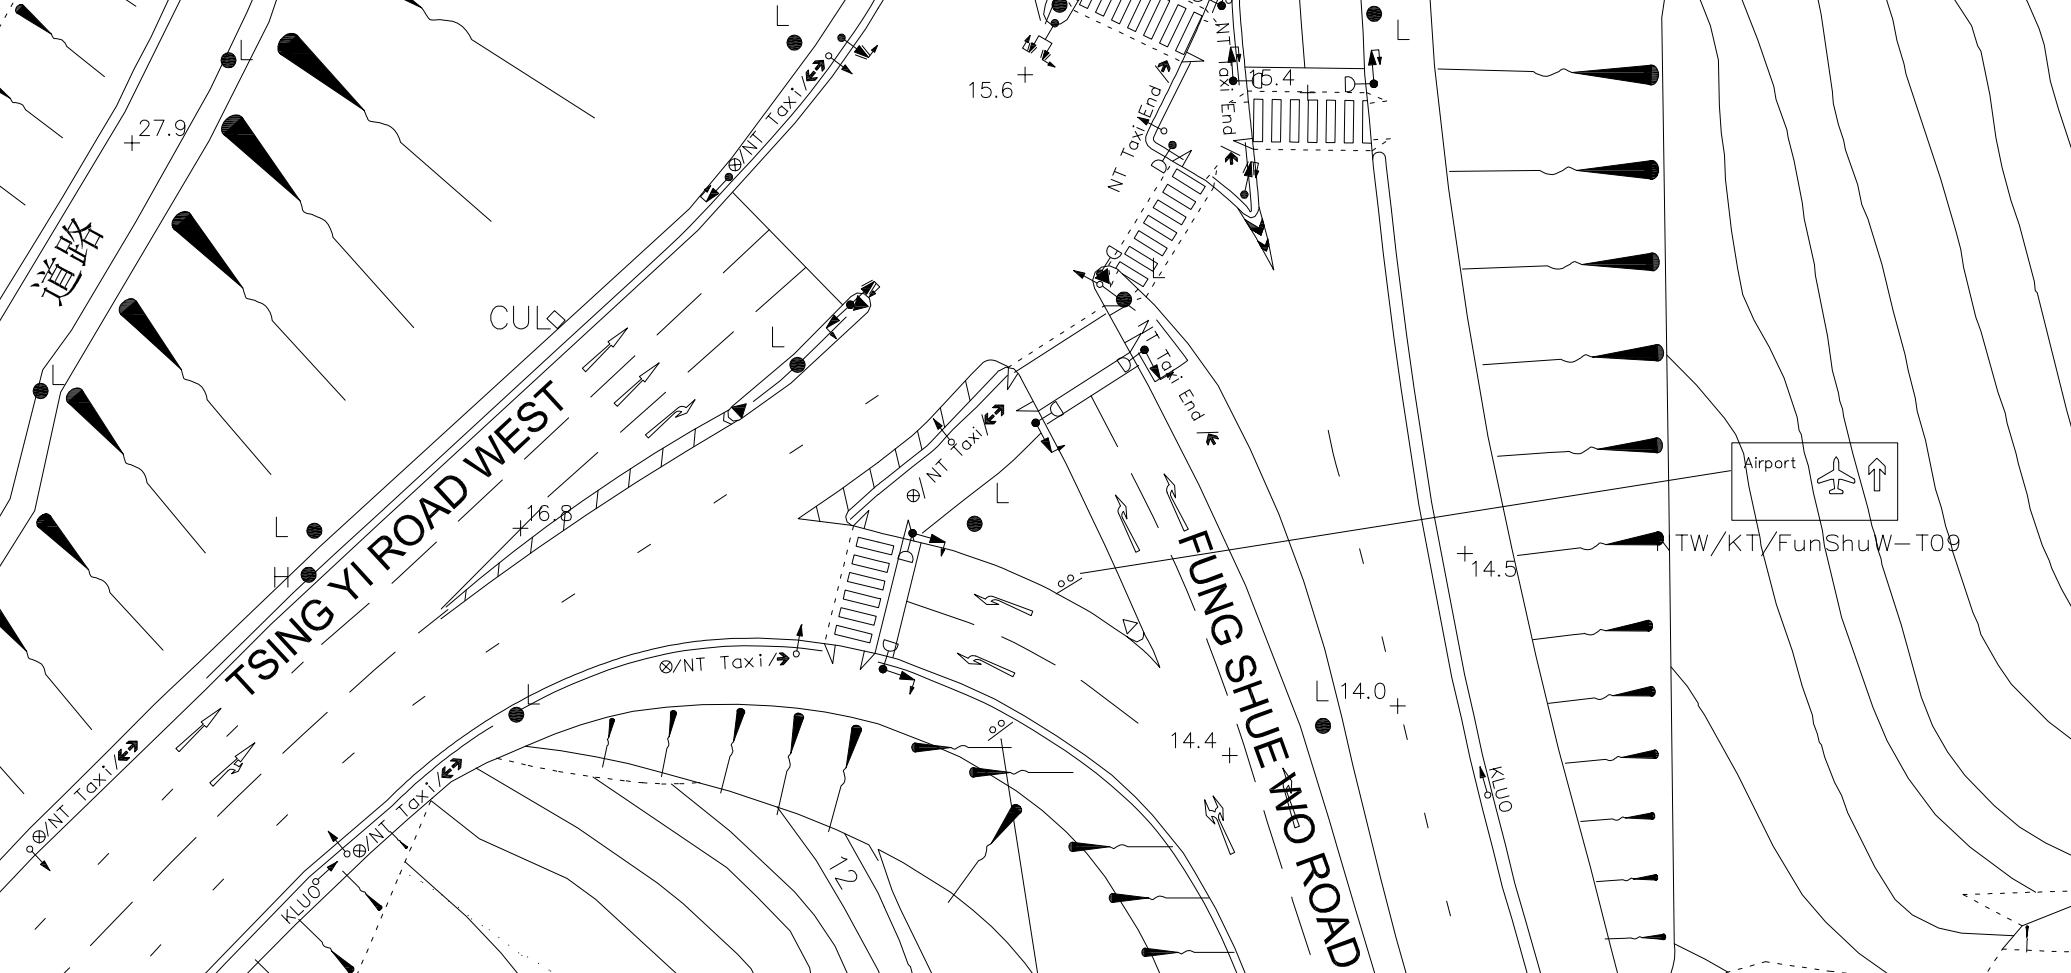 L
L
L
27.9
15.6
15.4
⊗/NT Taxi/
NT Taxi End
NT Taxi End /
道路
CUL
L
L
L
NT Taxi End /
TSING YI ROAD WEST
⊗/NT Taxi/
Airport
L
16.8
L
H
NTW/KT/FunShuW-T09
14.5
FUNG SHUE WO ROAD
⊗/NT Taxi/
L
L
14.0
14.4
⊗/NT Taxi/
⊗/NT Taxi/
KLUO
KLUO
12